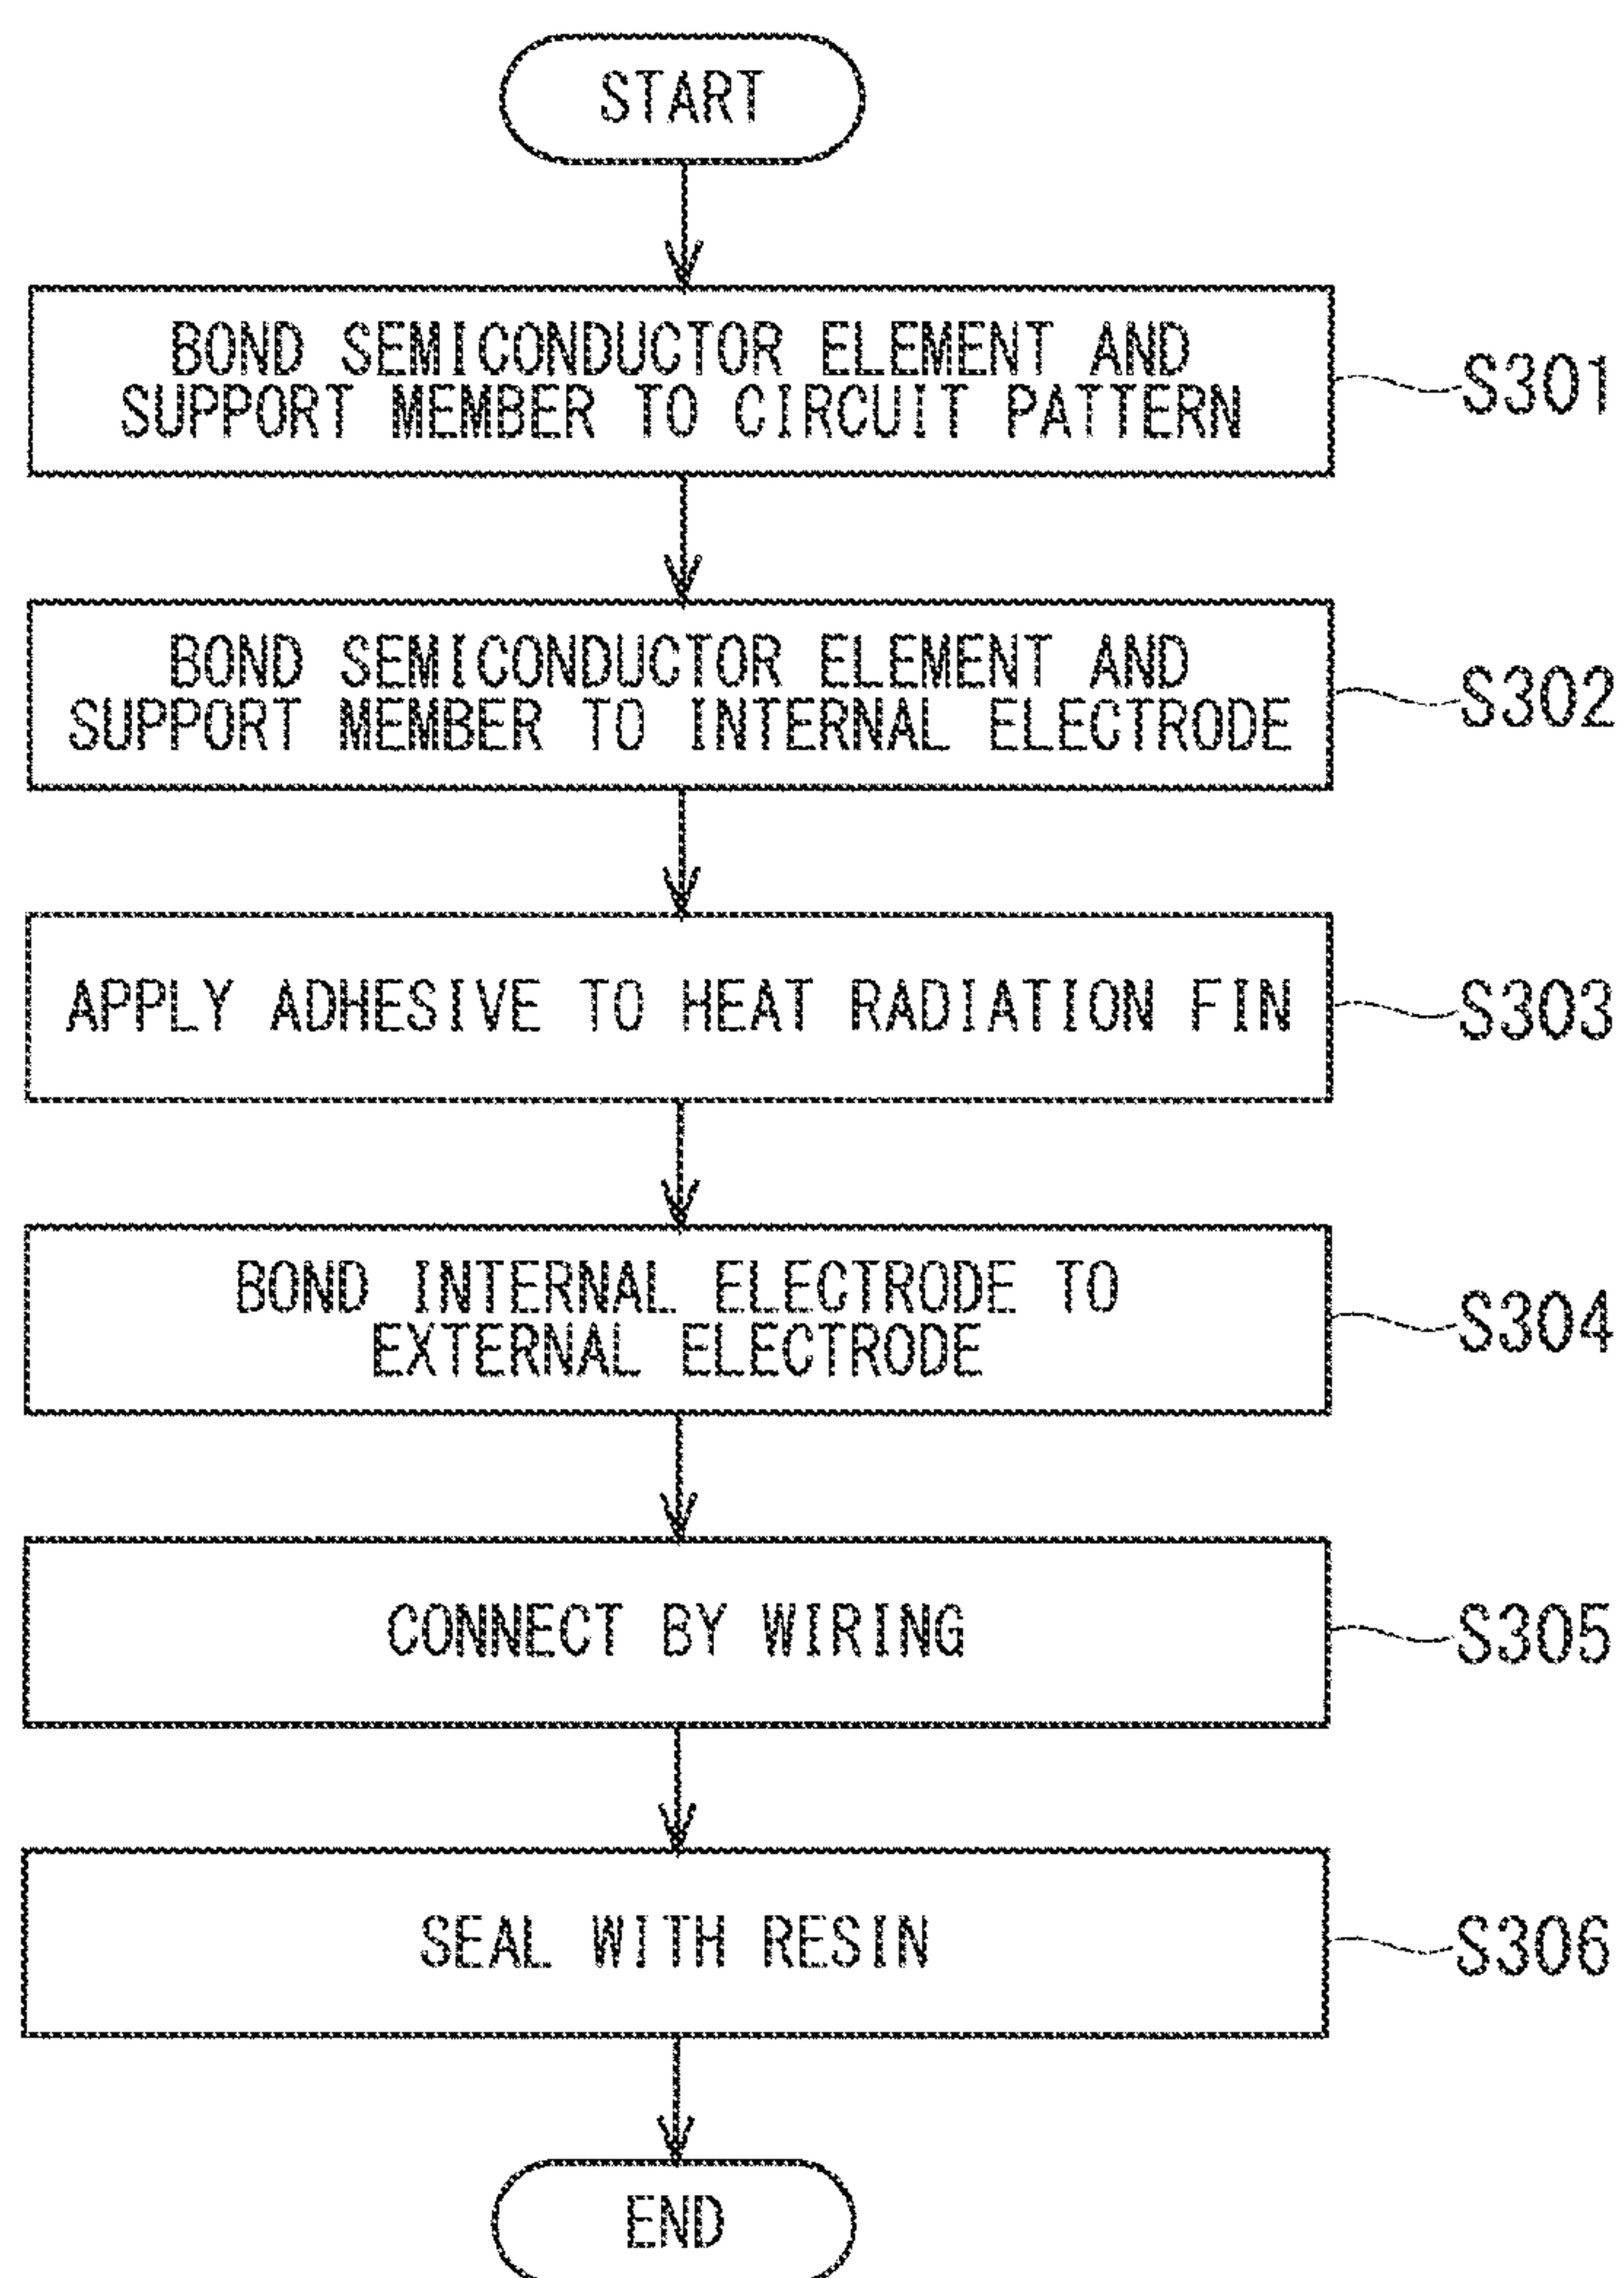 START
BOND SEMICONDUCTOR ELEMENT AND
SUPPORT MEMBER TO CIRCUIT PATTERN
S301
BOND SEMICONDUCTOR ELEMENT AND
SUPPORT MEMBER TO INTERNAL ELECTRODE
S302
APPLY ADHESIVE TO HEAT RADIATION FIN
S303
BOND INTERNAL ELECTRODE TO
EXTERNAL ELECTRODE
S304
CONNECT BY WIRING
S305
SEAL WITH RESIN
S306
END